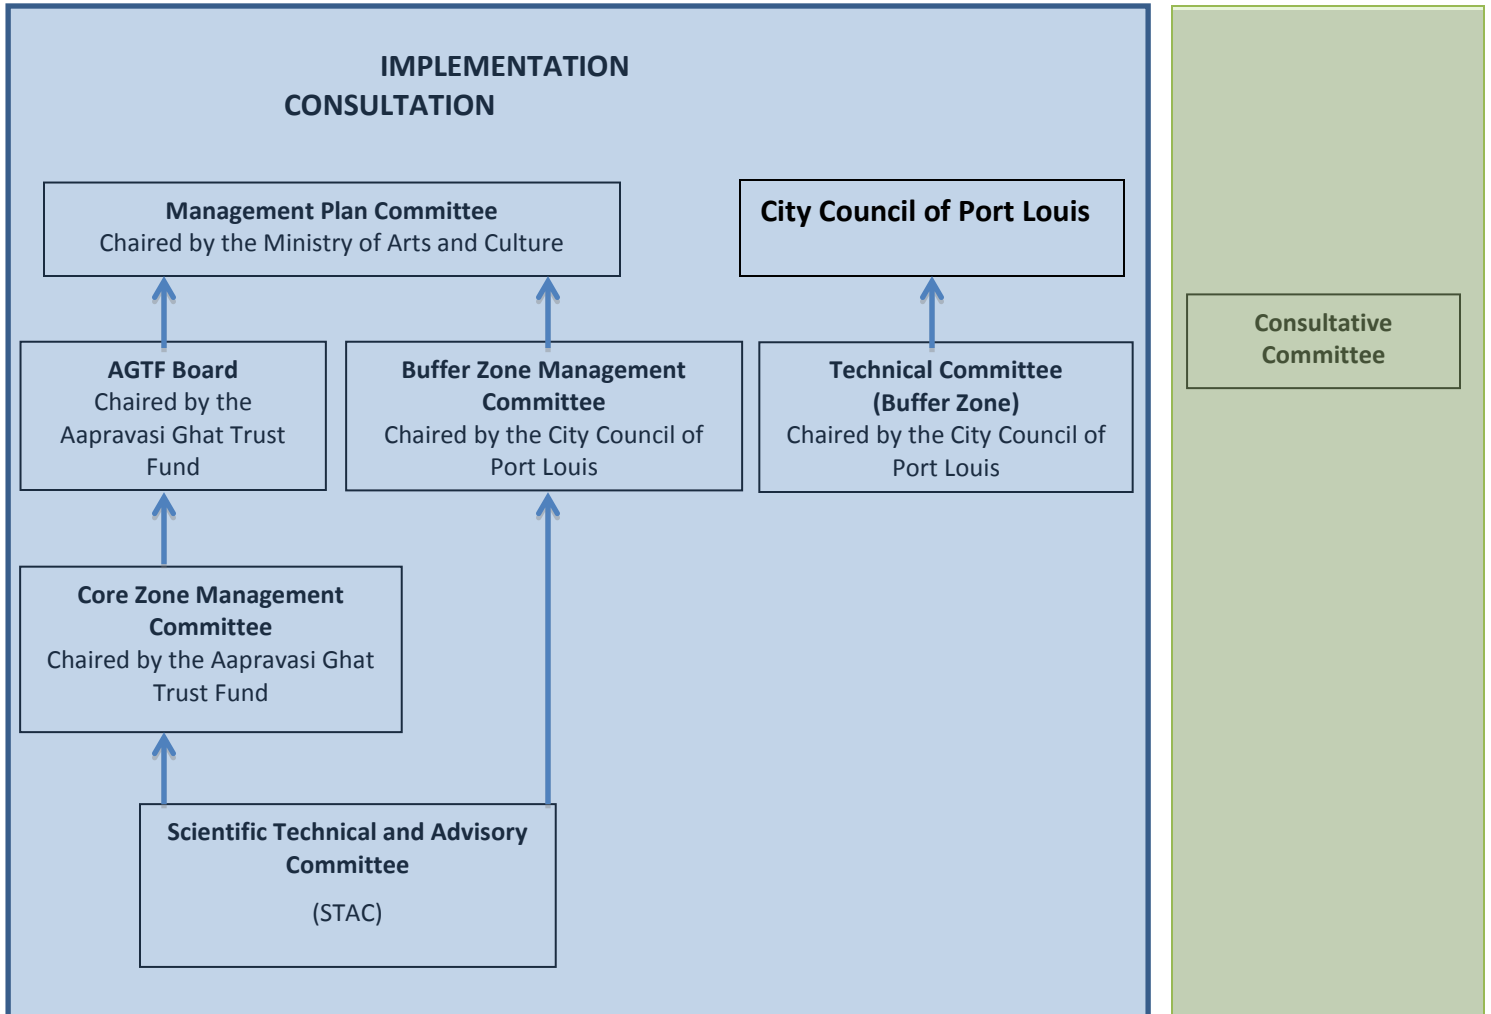 IMPLEMENTATION
CONSULTATION
Management Plan Committee
Chaired by the Ministry of Arts and Culture
City Council of Port Louis
Consultative
Committee
AGTF Board
Chaired by the
Aapravasi Ghat Trust
Fund
Buffer Zone Management
Committee
Chaired by the City Council of
Port Louis
Technical Committee
(Buffer Zone)
Chaired by the City Council of
Port Louis
Core Zone Management
Committee
Chaired by the Aapravasi Ghat
Trust Fund
Scientific Technical and Advisory
Committee
(STAC)